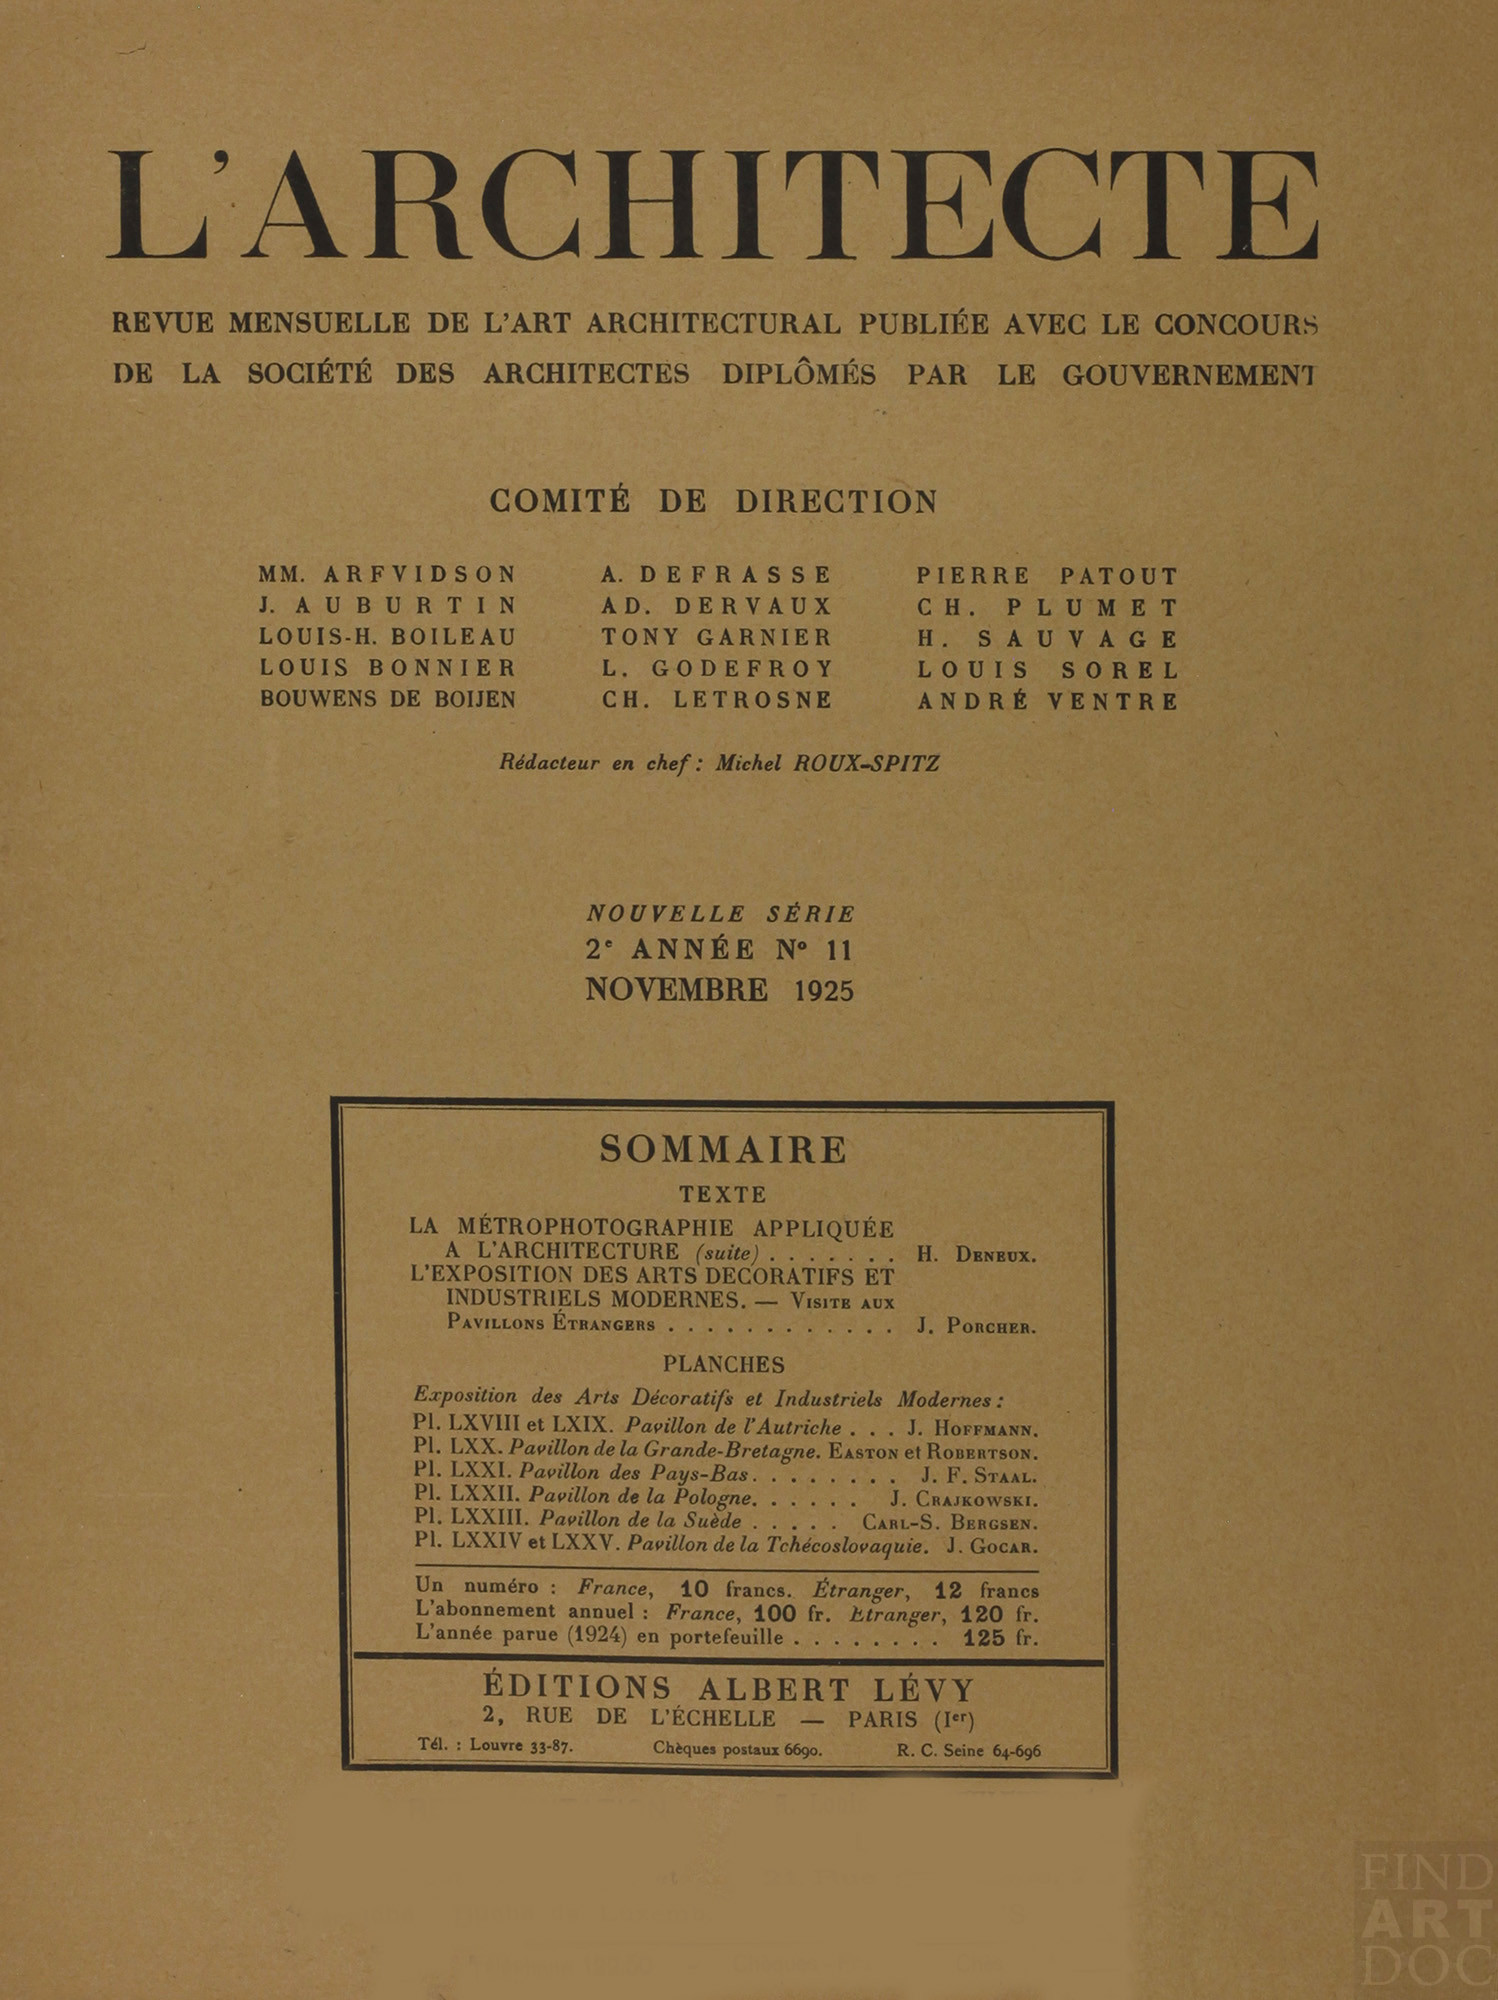 L'ARCHITECTE
REVUE MENSUELLE DE L'ART ARCHITECTURAL PUBLIÉE AVEC LE CONCOURS
DE LA SOCIÉTÉ DES ARCHITECTES DIPLÔMÉS PAR LE GOUVERNEMENT
COMITÉ DE DIRECTION
MM. ARFVIDSON
J. AUBURTIN
LOUIS-H. BOILEAU
LOUIS BONNIER
BOUWENS DE BOIJEN
A. DEFRASSE
AD. DERVAUX
TONY GARNIER
L. GODEFROY
CH. LETROSNE
PIERRE PATOUT
CH. PLUMET
H. SAUVAGE
LOUIS SOREL
ANDRÉ VENTRE
Rédacteur en chef : Michel ROUX-SPITZ
NOUVELLE SÉRIE
2e ANNÉE No 11
NOVEMBRE 1925
SOMMAIRE
TEXTE
LA MÉTROPHOTOGRAPHIE APPLIQUÉE
A L'ARCHITECTURE (suite) . . . . . . . H. DENEUX.
L'EXPOSITION DES ARTS DECORATIFS ET
INDUSTRIELS MODERNES. — VISITE AUX
PAVILLONS ÉTRANGERS . . . . . . . . . . . . J. PORCHER.
PLANCHES
Exposition des Arts Décoratifs et Industriels Modernes :
Pl. LXVIII et LXIX. Pavillon de l'Autriche . . . J. HOFFMANN.
Pl. LXX. Pavillon de la Grande-Bretagne. EASTON et ROBERTSON.
Pl. LXXI. Pavillon des Pays-Bas. . . . . . . . J. F. STAAL.
Pl. LXXII. Pavillon de la Pologne. . . . . . J. CRAJKOWSKI.
Pl. LXXIII. Pavillon de la Suède . . . . . CARL-S. BERGSEN.
Pl. LXXIV et LXXV. Pavillon de la Tchécoslovaquie. J. GOCAR.
Un numéro : France, 10 francs. Étranger, 12 francs
L'abonnement annuel : France, 100 fr. Étranger, 120 fr.
L'année parue (1924) en portefeuille . . . . . . . . 125 fr.
ÉDITIONS ALBERT LÉVY
2, RUE DE L'ÉCHELLE — PARIS (Ier)
Tél. : Louvre 33-87. Chèques postaux 6690. R. C. Seine 64-696
FIND
ART
DOC